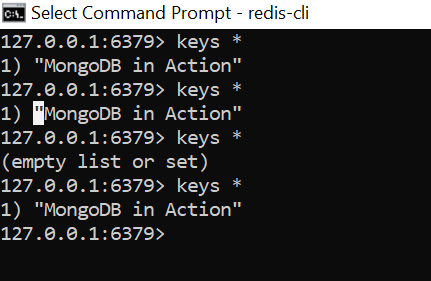 Select Command Prompt - redis-cli
127.0.0.1:6379> keys *
1) "MongoDB in Action"
127.0.0.1:6379> keys *
1) "MongoDB in Action"
127.0.0.1:6379> keys *
(empty list or set)
127.0.0.1:6379> keys *
1) "MongoDB in Action"
127.0.0.1:6379>